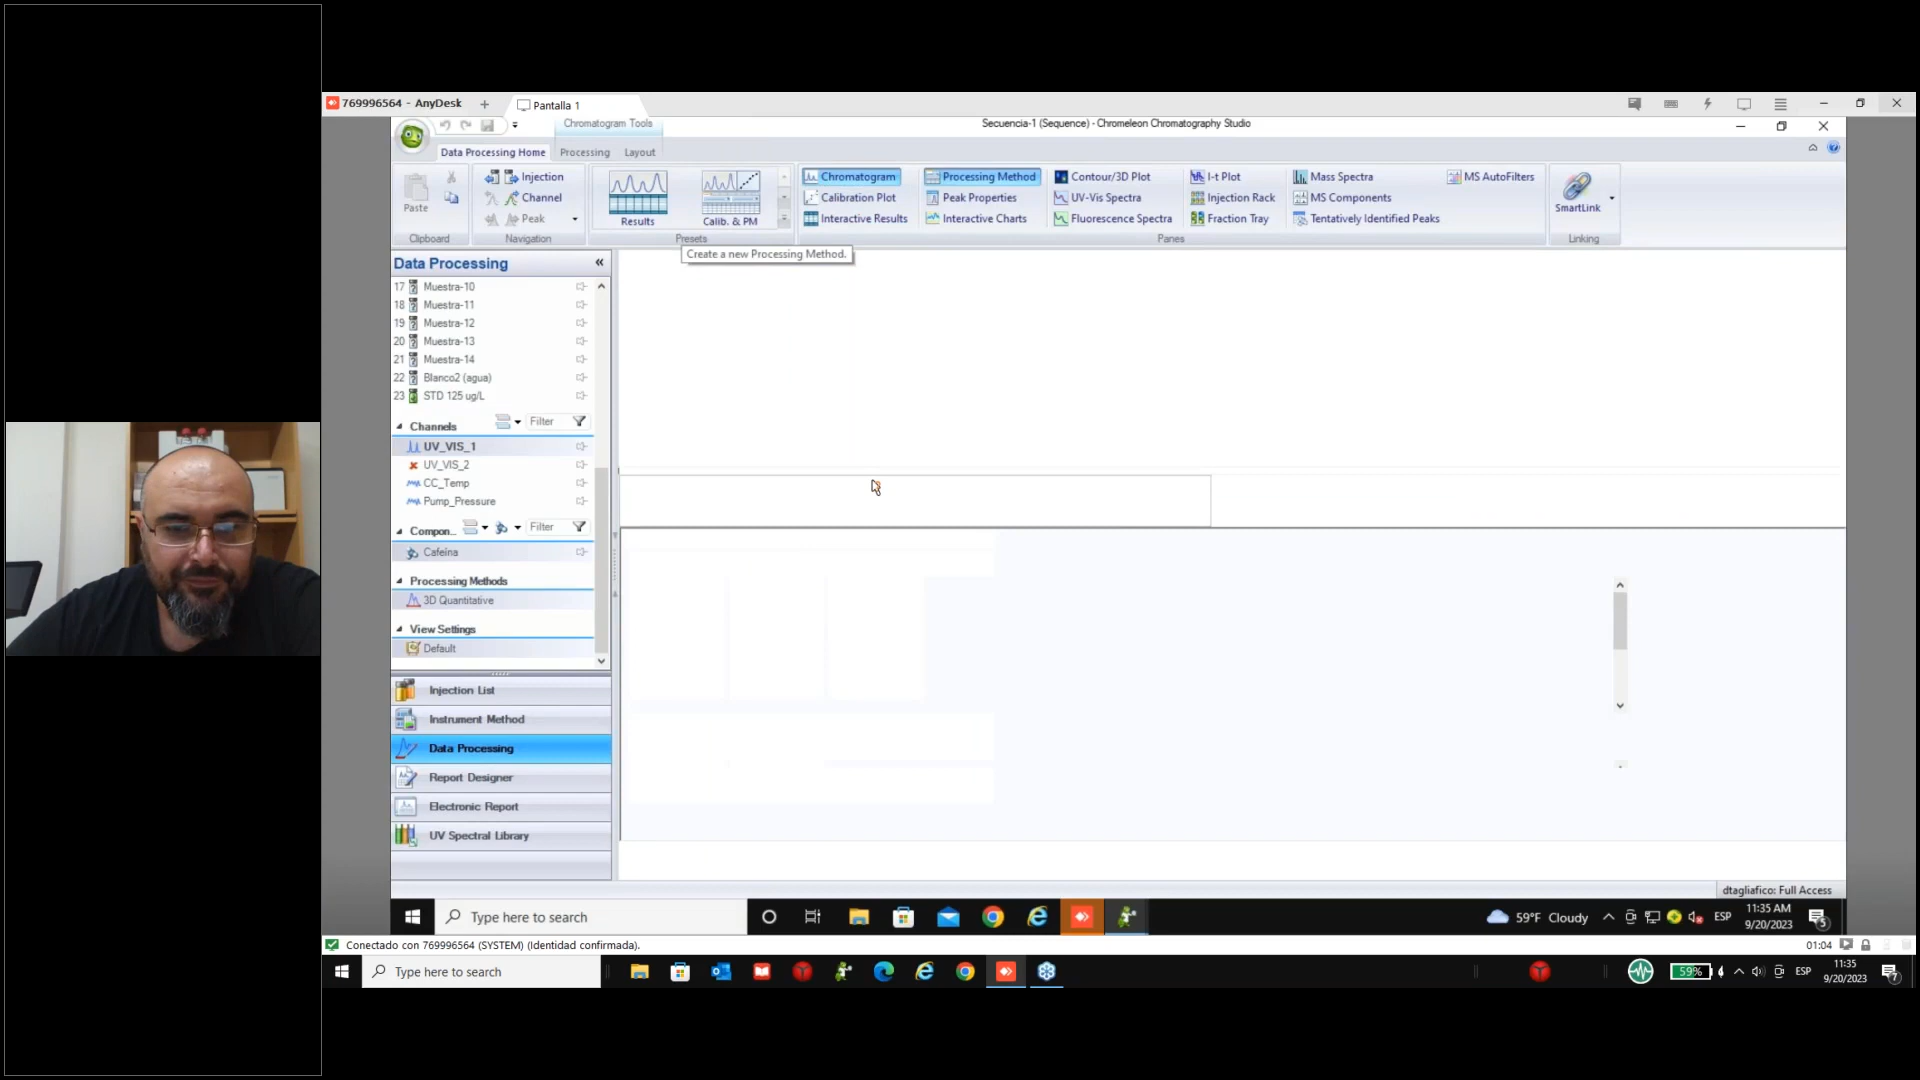 769996564 - AnyDesk
Pantalla 1
Chromatogram Tools
Secuencia-1 (Sequence) - Chromeleon Chromatography Studio
Data Processing Home
Processing
Layout
Paste
Clipboard
Injection
Channel
Peak
Navigation
Results
Calib. & PM
Presets
Chromatogram
Calibration Plot
Interactive Results
Processing Method
Peak Properties
Interactive Charts
Contour/3D Plot
UV-Vis Spectra
Fluorescence Spectra
I-t Plot
Injection Rack
Fraction Tray
Mass Spectra
MS Components
Tentatively Identified Peaks
MS AutoFilters
Panes
SmartLink
Linking
Create a new Processing Method.
Data Processing
17 Muestra-10
18 Muestra-11
19 Muestra-12
20 Muestra-13
21 Muestra-14
22 Blanco2 (agua)
23 STD 125 ug/L
Channels
Filter
UV_VIS_1
UV_VIS_2
CC_Temp
Pump_Pressure
Compon...
Filter
Cafeina
Processing Methods
3D Quantitative
View Settings
Default
Injection List
Instrument Method
Data Processing
Report Designer
Electronic Report
UV Spectral Library
dtagliafico: Full Access
Type here to search
59°F Cloudy
ESP
11:35 AM
9/20/2023
5
Conectado con 769996564 (SYSTEM) (Identidad confirmada).
01:04
Type here to search
59%
ESP
11:35
9/20/2023
7